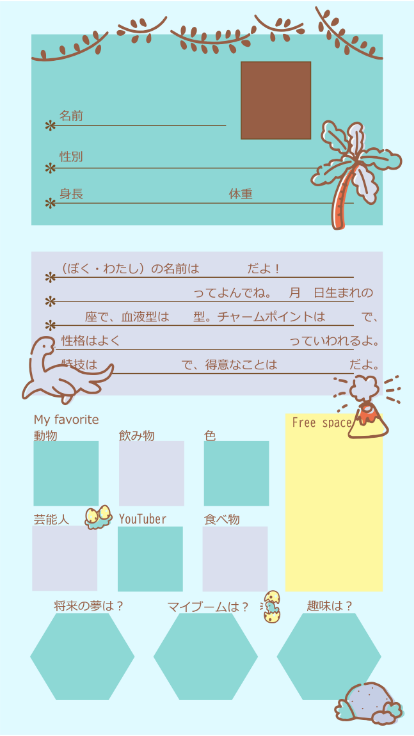 名前
性別
身長 体重
(ぼく・わたし)の名前は だよ！
ってよんでね。 月 日生まれの
座で、血液型は 型。チャームポイントは で、
性格はよく っていわれるよ。
特技は で、得意なことは だよ。
My favorite
動物 飲み物 色
Free space
芸能人 YouTuber 食べ物
将来の夢は？ マイブームは？ 趣味は？